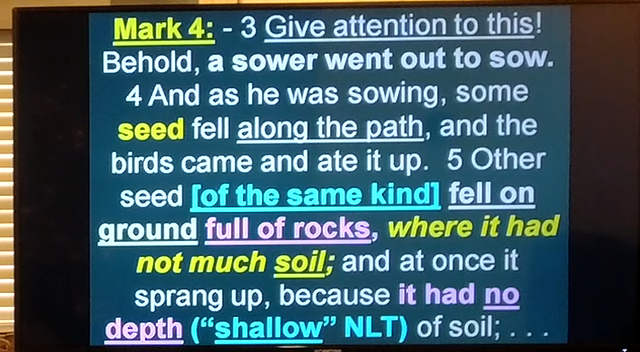 Mark 4: - 3 Give attention to this!
Behold, a sower went out to sow.
4 And as he was sowing, some
seed fell along the path, and the
birds came and ate it up. 5 Other
seed [of the same kind] fell on
ground full of rocks, where it had
not much soil; and at once it
sprang up, because it had no
depth (“shallow” NLT) of soil; . . .